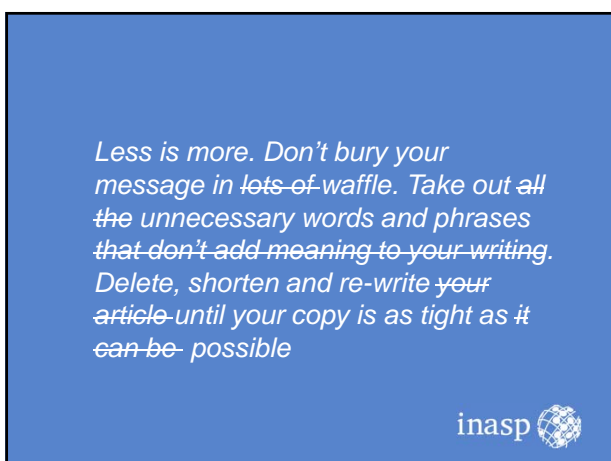 Less is more. Don't bury your
message in lots of waffle. Take out all
the unnecessary words and phrases
that don't add meaning to your writing.
Delete, shorten and re-write your
article until your copy is as tight as it
can be possible
inasp